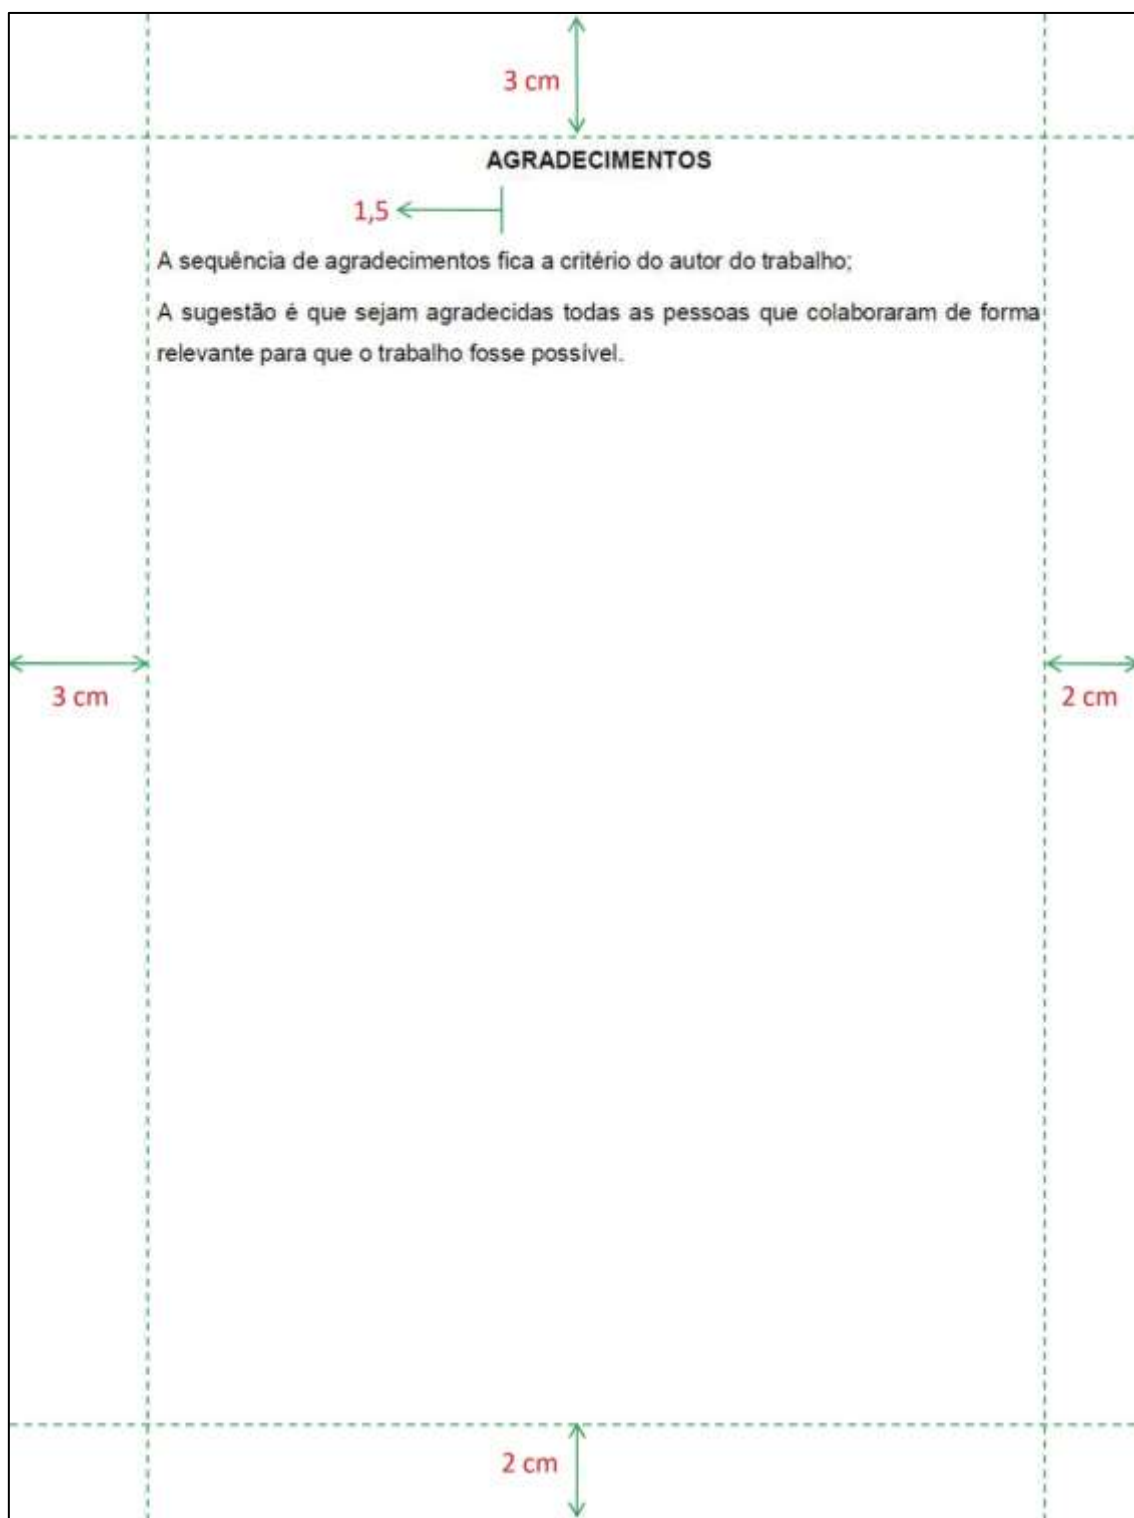 3 cm
AGRADECIMENTOS
1,5
A sequência de agradecimentos fica a critério do autor do trabalho;
A sugestão é que sejam agradecidas todas as pessoas que colaboraram de forma
relevante para que o trabalho fosse possível.
3 cm
2 cm
2 cm